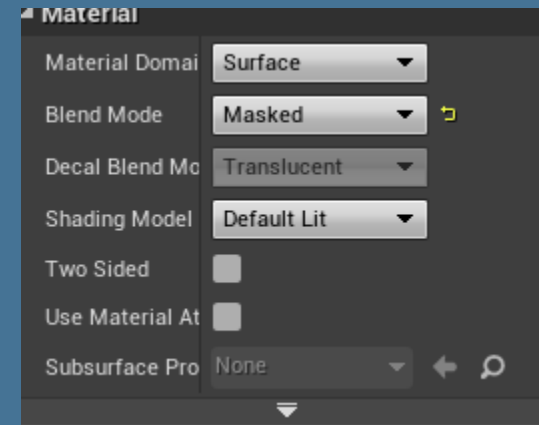 Material
Material Domai Surface
Blend Mode Masked
Decal Blend Mo Translucent
Shading Model Default Lit
Two Sided
Use Material At
Subsurface Pro None